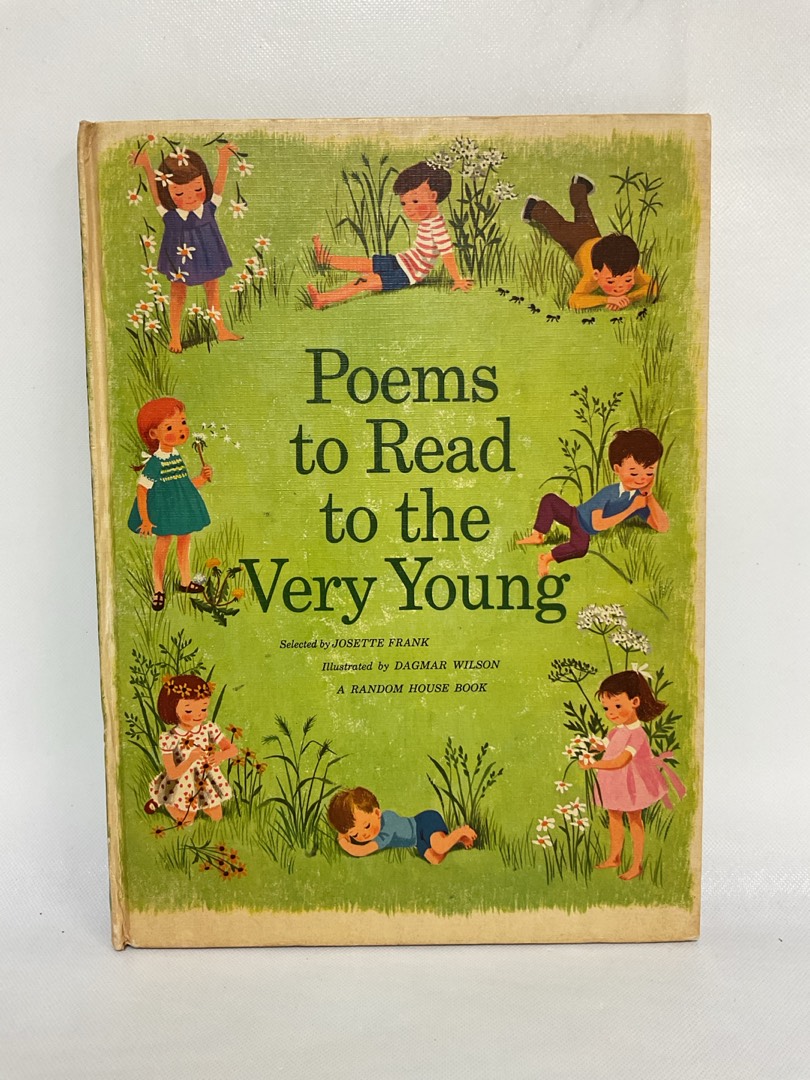 Poems
to Read
to the
Very Young
Selected by JOSETTE FRANK
Illustrated by DAGMAR WILSON
A RANDOM HOUSE BOOK